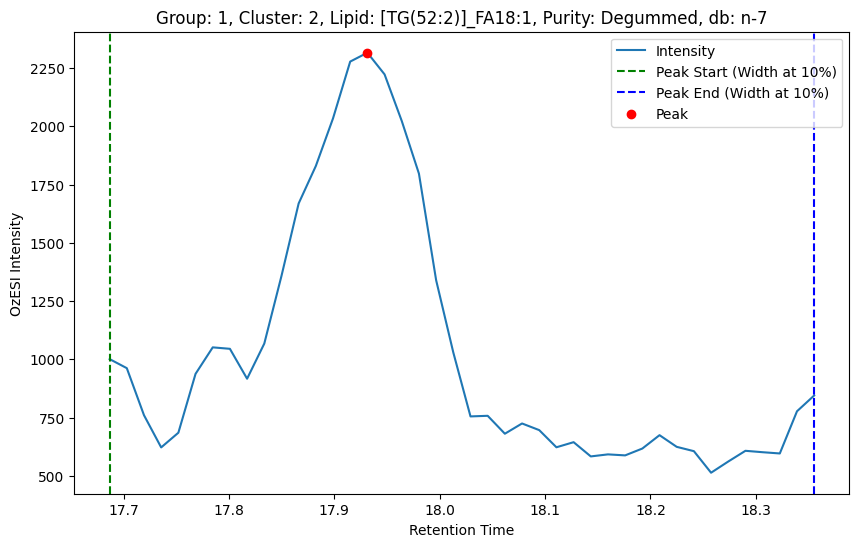 Group: 1, Cluster: 2, Lipid: [TG(52:2)]_FA18:1, Purity: Degummed, db: n-7
Intensity
Peak Start (Width at 10%)
Peak End (Width at 10%)
Peak
2250
2000
1750
1500
1250
1000
750
500
OzESI Intensity
17.7 17.8 17.9 18.0 18.1 18.2 18.3
Retention Time